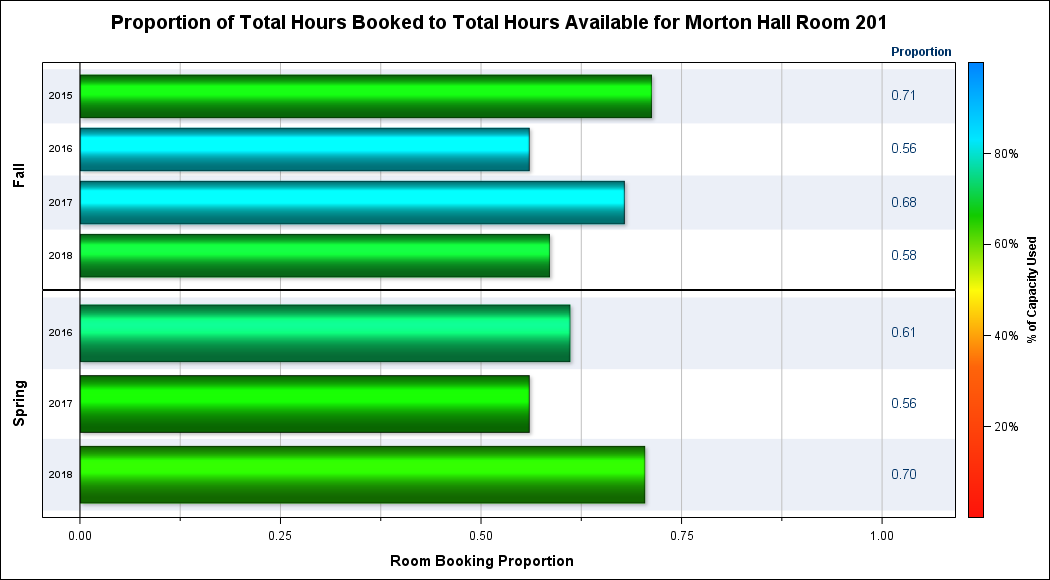 Proportion of Total Hours Booked to Total Hours Available for Morton Hall Room 201
Proportion
Fall
2015 0.71
2016 0.56
2017 0.68
2018 0.58
Spring
2016 0.61
2017 0.56
2018 0.70
0.00 0.25 0.50 0.75 1.00
Room Booking Proportion
80%
60%
40%
20%
% of Capacity Used